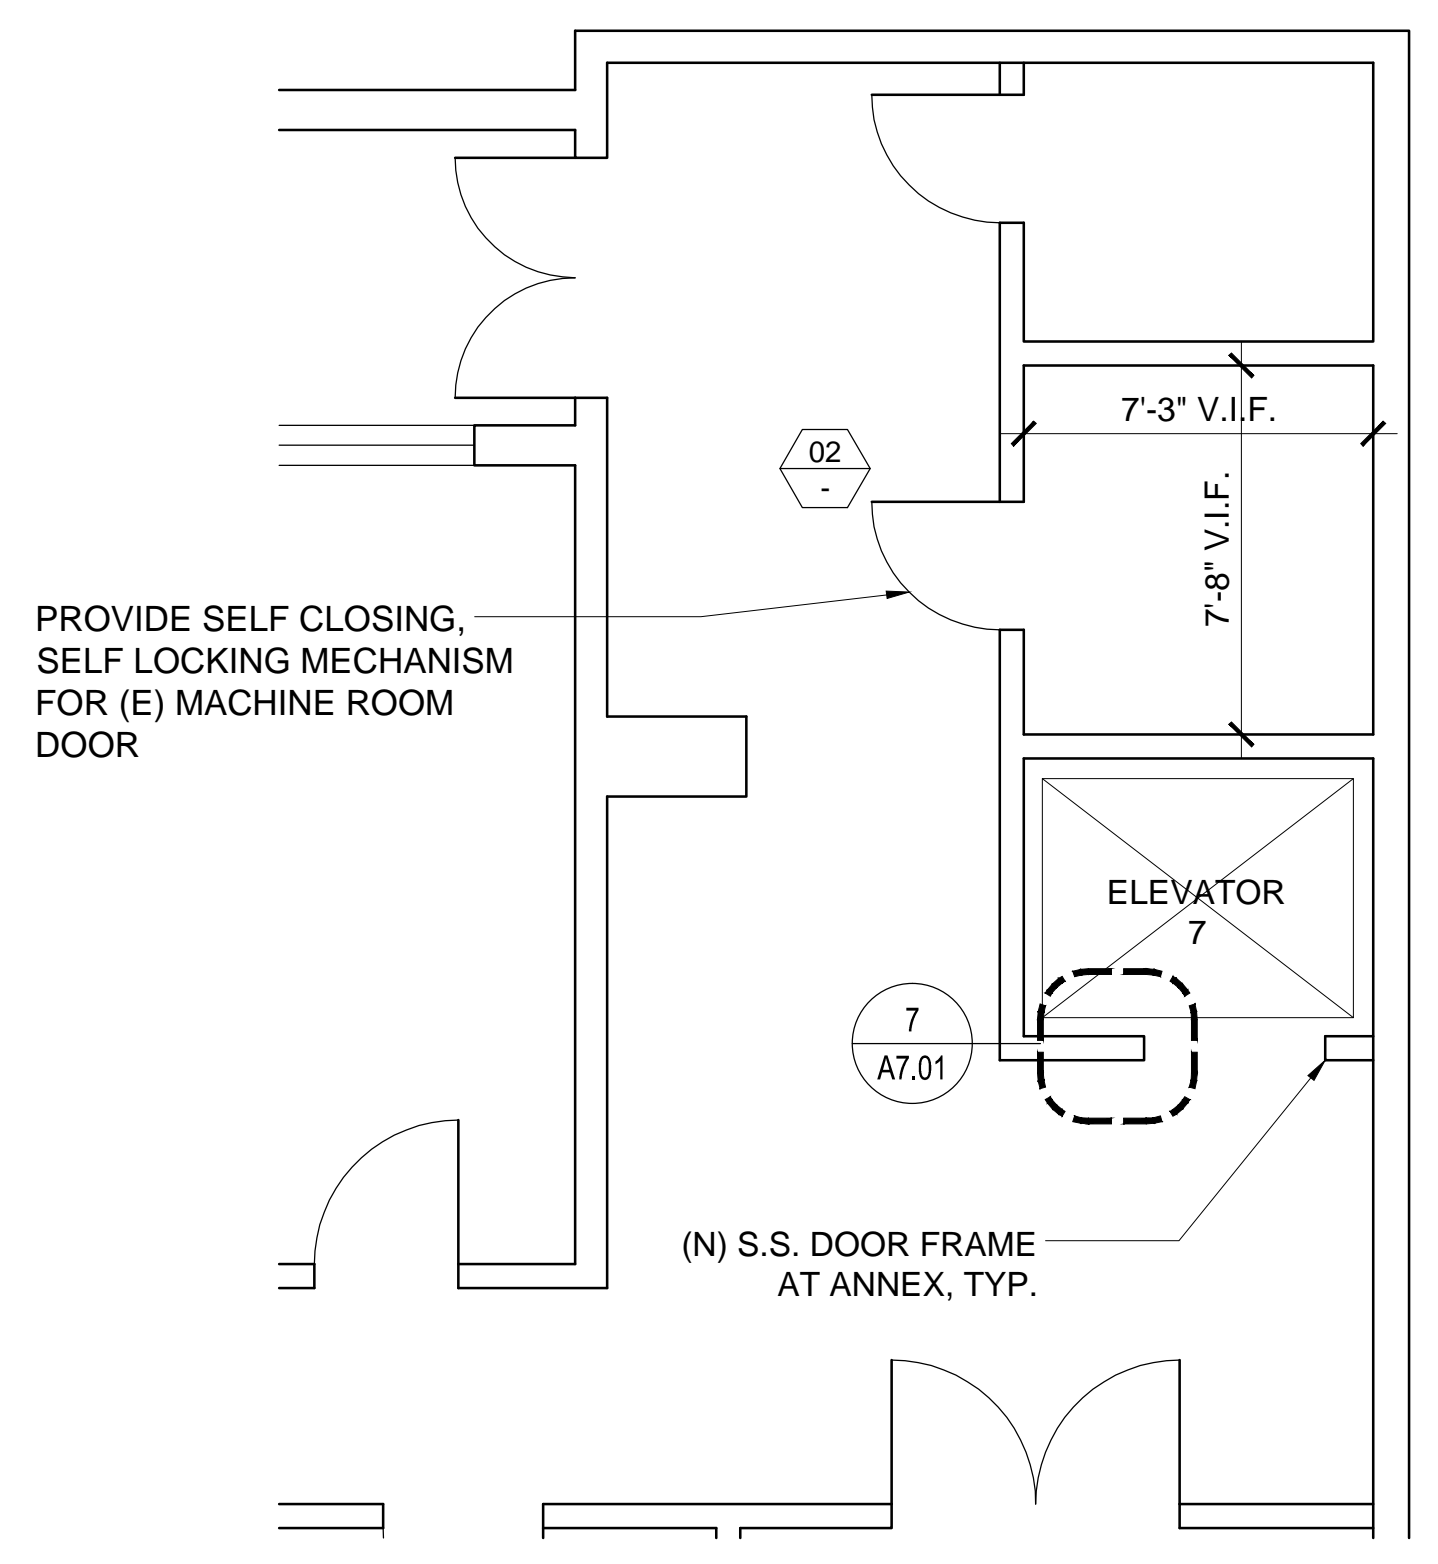 7'-3" V.I.F.
02
-
7'-8" V.I.F.
PROVIDE SELF CLOSING,
SELF LOCKING MECHANISM
FOR (E) MACHINE ROOM
DOOR
ELEVATOR
7
7
A7.01
(N) S.S. DOOR FRAME
AT ANNEX, TYP.